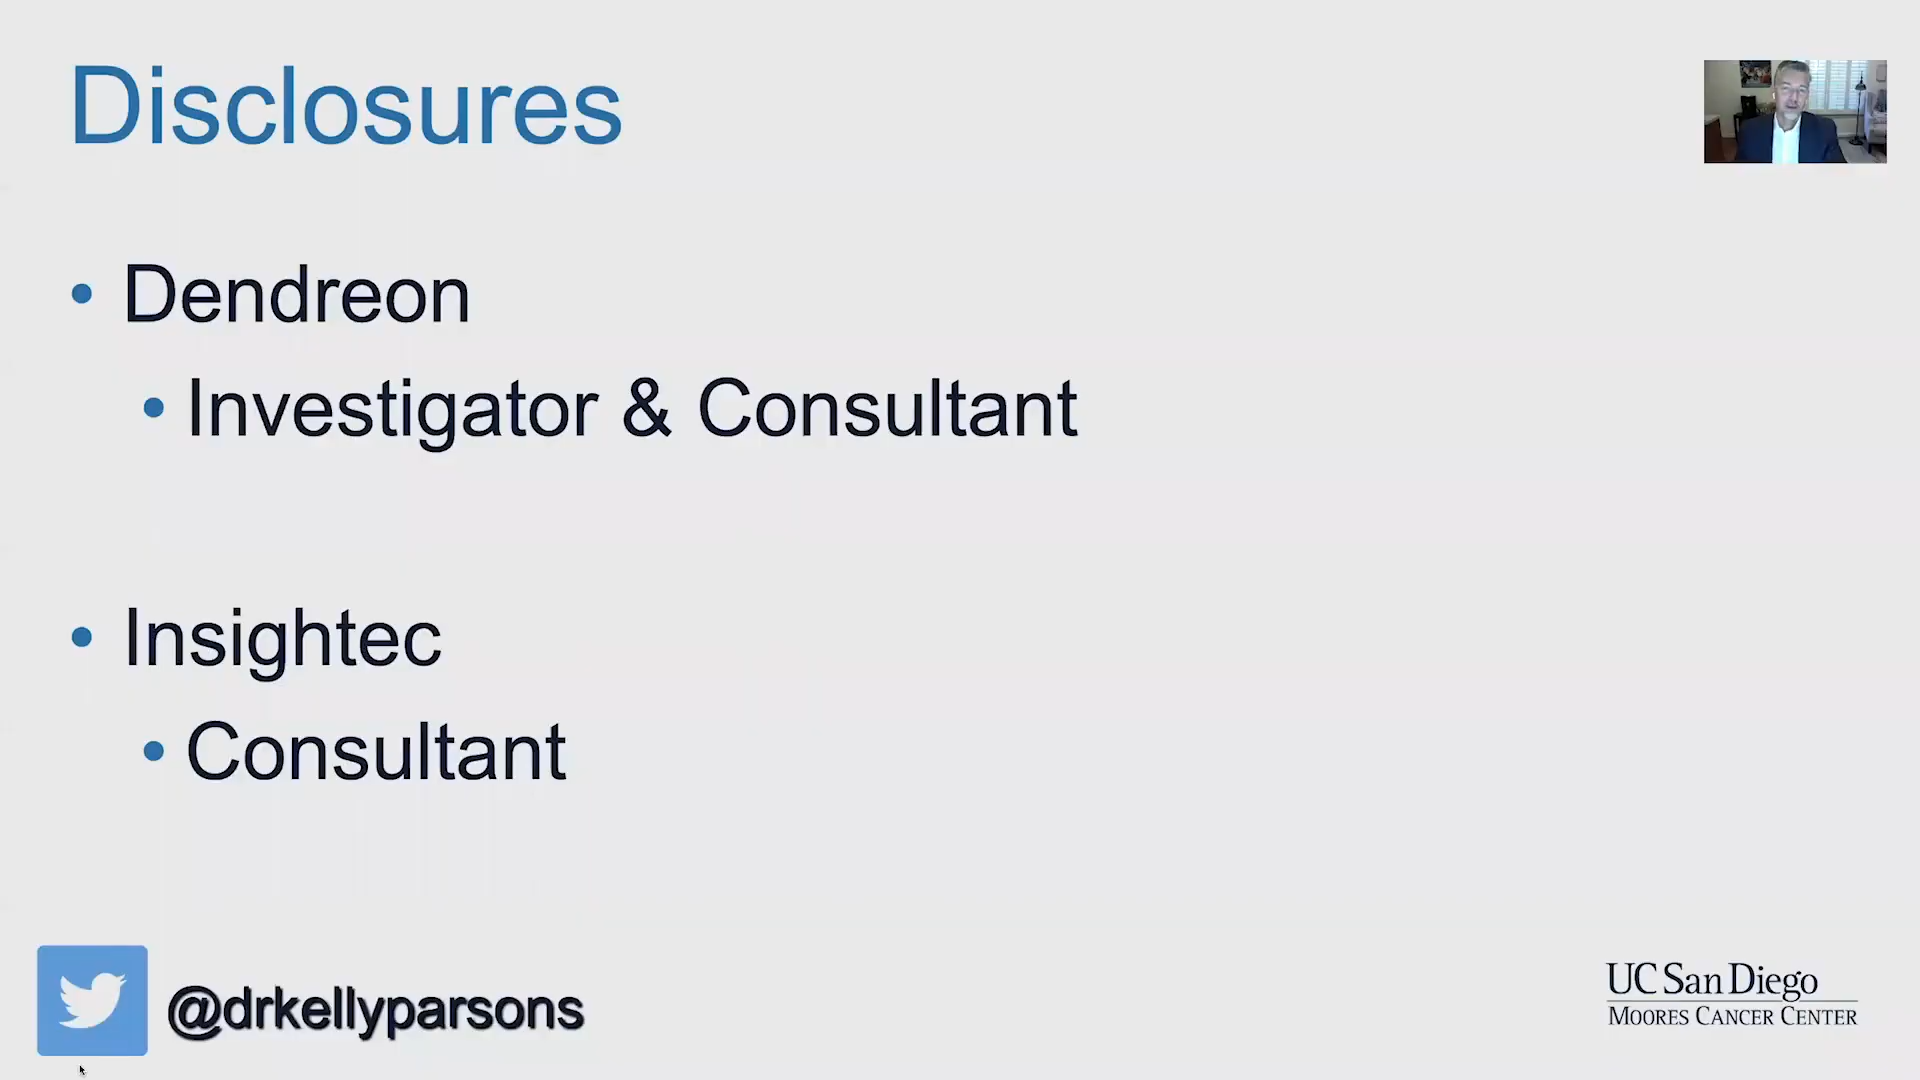 Disclosures
• Dendreon
• Investigator & Consultant
• Insightec
• Consultant
@drkellyparsons
UC San Diego
MOORES CANCER CENTER